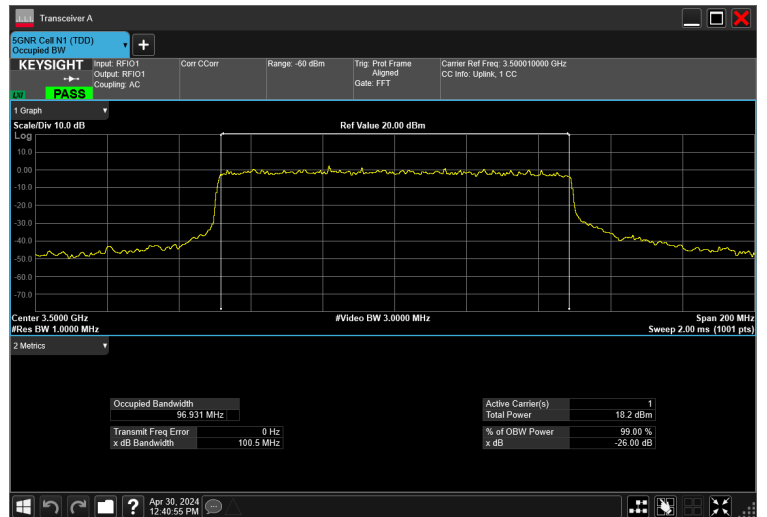 Transceiver A
5GNR Cell N1 (TDD)
Occupied BW
+
KEYSIGHT
LXI
PASS
Input: RFIO1
Output: RFIO1
Coupling: AC
Corr CCorr
Range: -60 dBm
Trig: Prot Frame
Aligned
Gate: FFT
Carrier Ref Freq: 3.500010000 GHz
CC Info: Uplink, 1 CC
1 Graph
Scale/Div 10.0 dB
Ref Value 20.00 dBm
Log
10.0
0.00
-10.0
-20.0
-30.0
-40.0
-50.0
-60.0
-70.0
Center 3.5000 GHz
#Video BW 3.0000 MHz
Span 200 MHz
#Res BW 1.0000 MHz
Sweep 2.00 ms (1001 pts)
2 Metrics
Occupied Bandwidth
96.931 MHz
Transmit Freq Error 0 Hz
x dB Bandwidth 100.5 MHz
Active Carrier(s) 1
Total Power 18.2 dBm
% of OBW Power 99.00 %
x dB -26.00 dB
?
Apr 30, 2024
12:40:55 PM